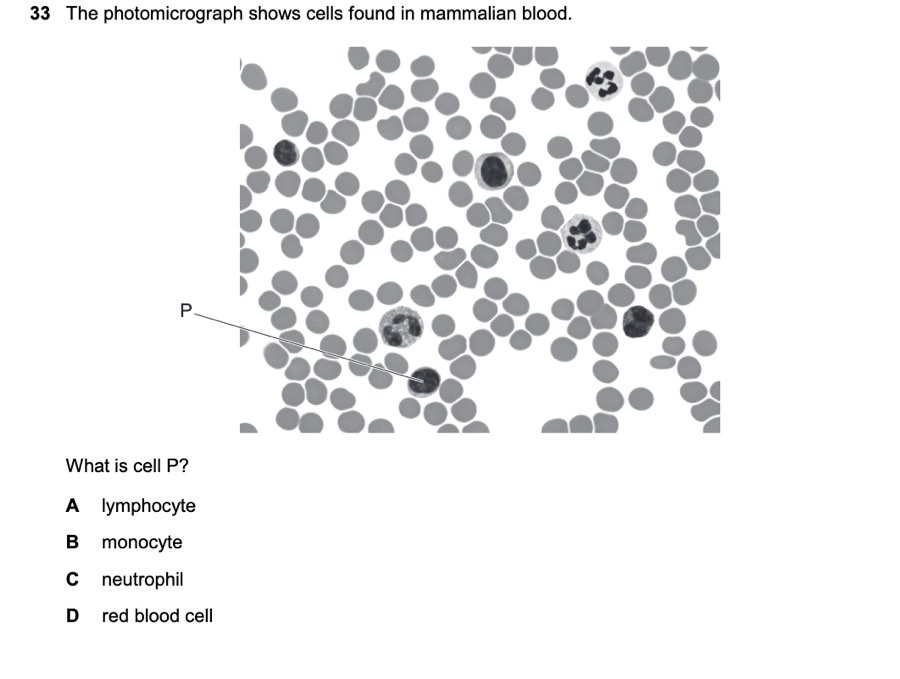 33 The photomicrograph shows cells found in mammalian blood.
P
What is cell P?
A lymphocyte
B monocyte
C neutrophil
D red blood cell